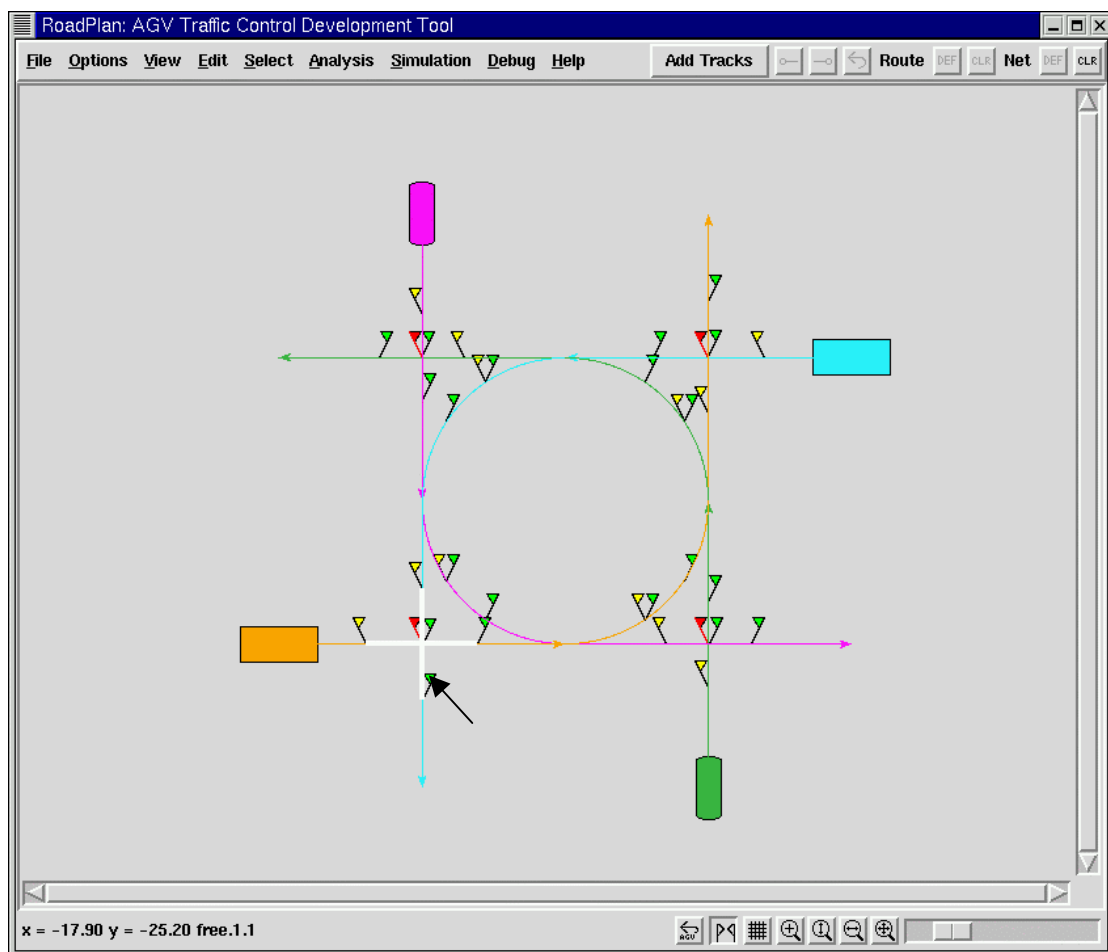 RoadPlan: AGV Traffic Control Development Tool
File Options View Edit Select Analysis Simulation Debug Help Add Tracks Route DEF CLR Net DEF CLR
x = -17.90 y = -25.20 free.1.1 AGV